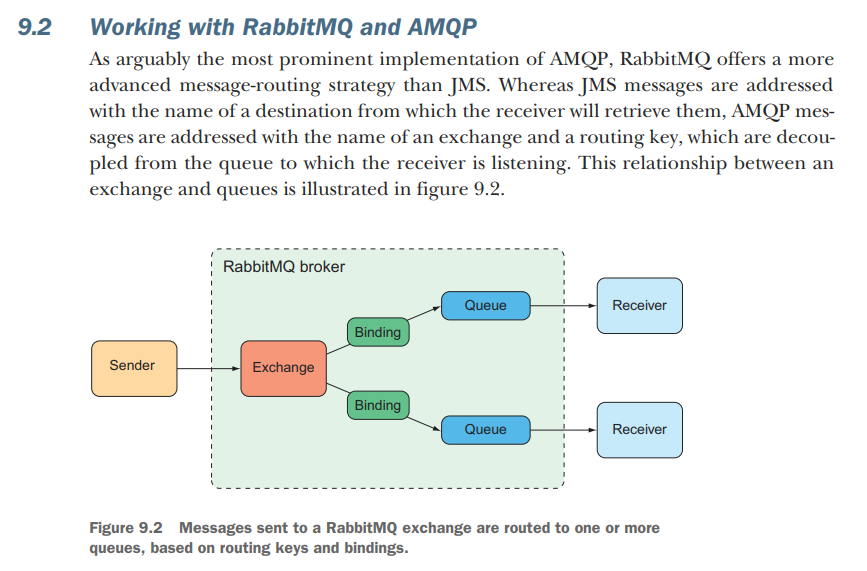 9.2 Working with RabbitMQ and AMQP
As arguably the most prominent implementation of AMQP, RabbitMQ offers a more
advanced message-routing strategy than JMS. Whereas JMS messages are addressed
with the name of a destination from which the receiver will retrieve them, AMQP mes-
sages are addressed with the name of an exchange and a routing key, which are decou-
pled from the queue to which the receiver is listening. This relationship between an
exchange and queues is illustrated in figure 9.2.
RabbitMQ broker
Sender
Exchange
Binding
Queue
Receiver
Binding
Queue
Receiver
Figure 9.2 Messages sent to a RabbitMQ exchange are routed to one or more
queues, based on routing keys and bindings.